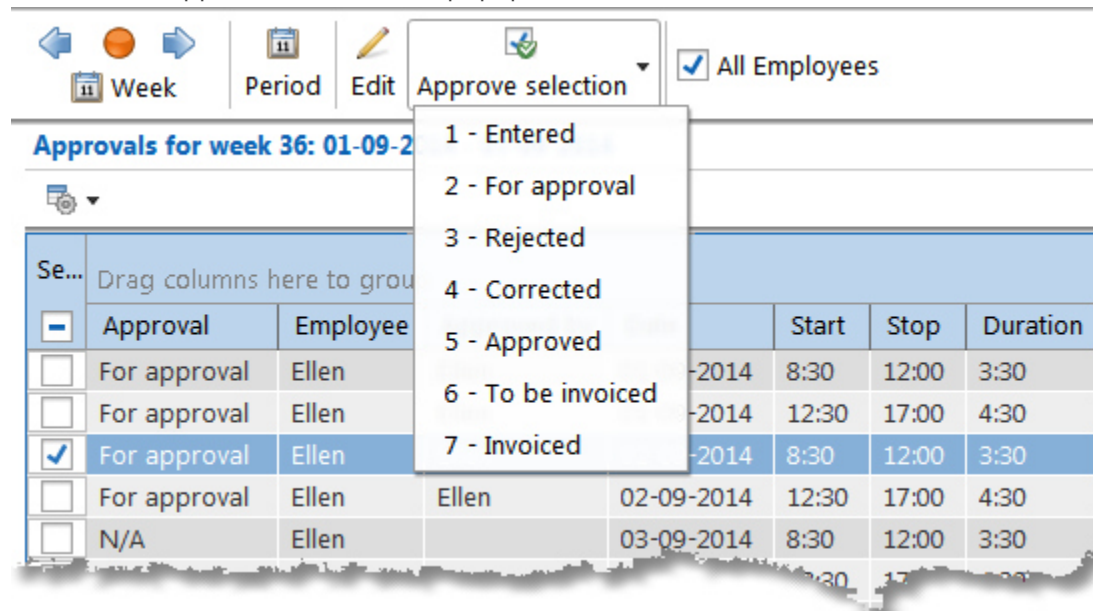 11 Week
11 Period
Edit
Approve selection
All Employees
1 - Entered
2 - For approval
3 - Rejected
4 - Corrected
5 - Approved
6 - To be invoiced
7 - Invoiced
Approvals for week 36: 01-09-2
Se... Drag columns here to grou
Approval Employee Start Stop Duration
For approval Ellen -2014 8:30 12:00 3:30
For approval Ellen -2014 12:30 17:00 4:30
For approval Ellen -2014 8:30 12:00 3:30
For approval Ellen Ellen 02-09-2014 12:30 17:00 4:30
N/A Ellen 03-09-2014 8:30 12:00 3:30